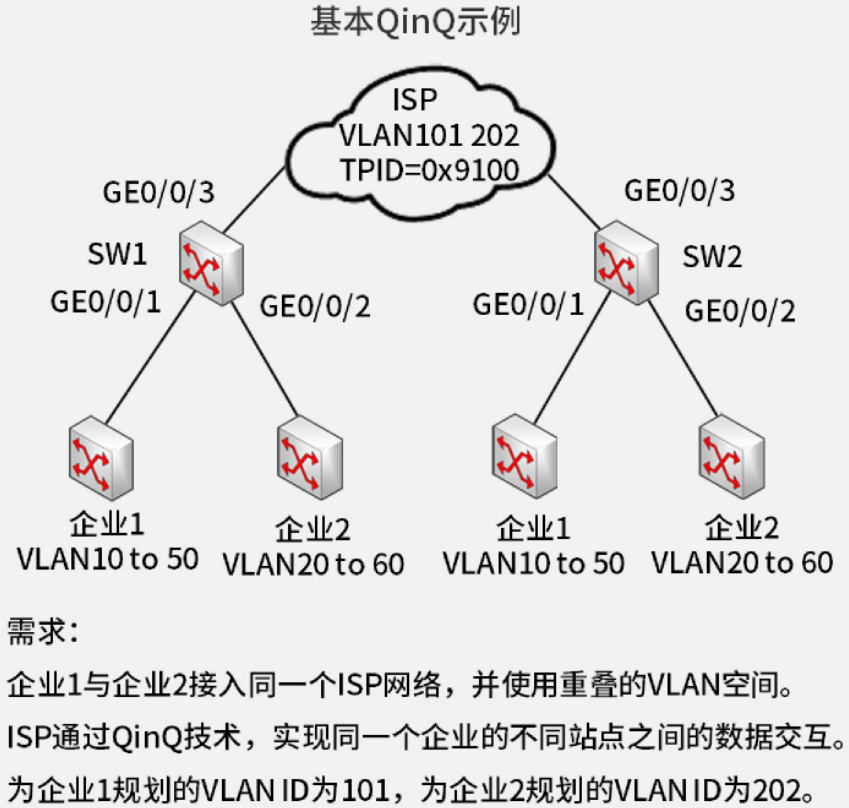 基本QinQ示例
ISP
VLAN101 202
TPID=0x9100
GE0/0/3
GE0/0/3
SW1
SW2
GE0/0/1
GE0/0/2
GE0/0/1
GE0/0/2
企业1
VLAN10 to 50
企业2
VLAN20 to 60
企业1
VLAN10 to 50
企业2
VLAN20 to 60
需求：
企业1与企业2接入同一个ISP网络，并使用重叠的VLAN空间。
ISP通过QinQ技术，实现同一个企业的不同站点之间的数据交互。
为企业1规划的VLAN ID为101，为企业2规划的VLAN ID为202。